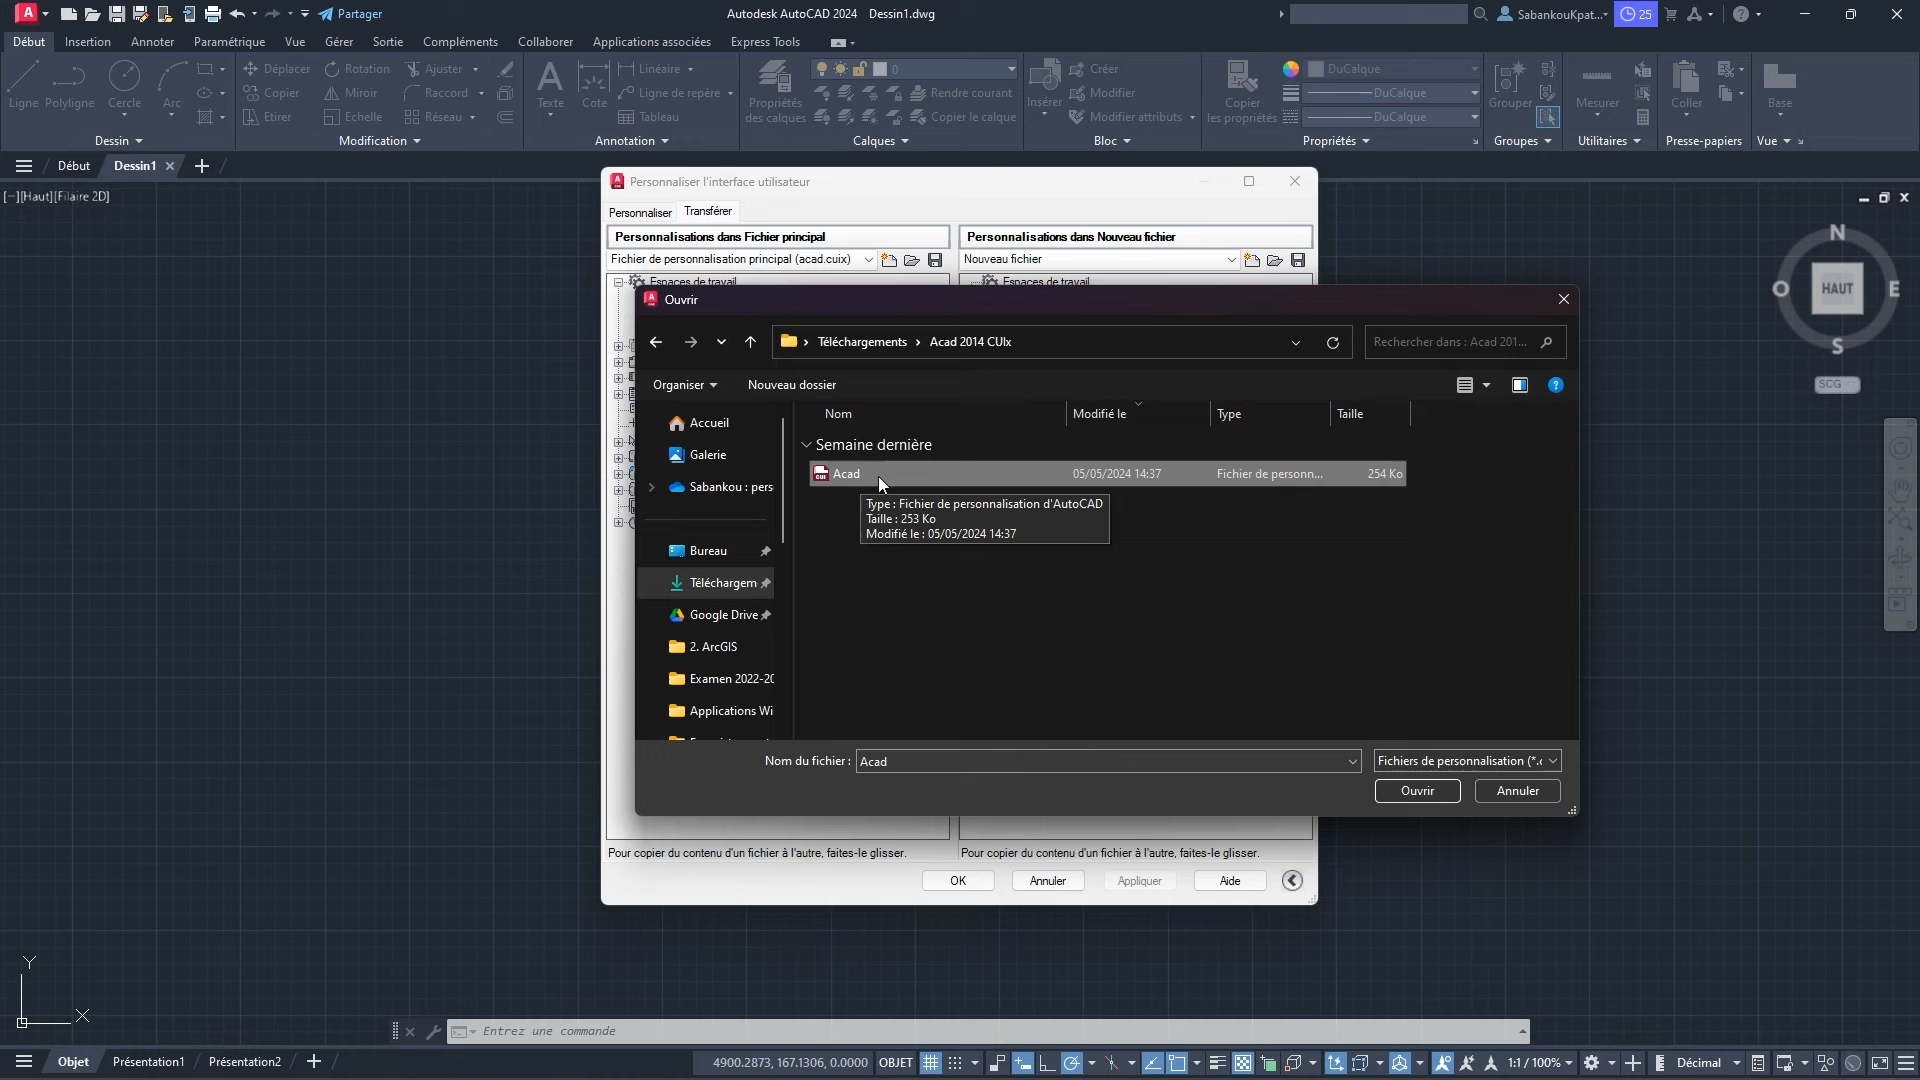 Partager
Autodesk AutoCAD 2024 Dessin1.dwg
SabankouKpat...
25
Début Insertion Annoter Paramétrique Vue Gérer Sortie Compléments Collaborer Applications associées Express Tools
Ligne Polyligne Cercle Arc
Déplacer Rotation Ajuster
Copier Miroir Raccord
Etirer Echelle Réseau
Texte Cote
Linéaire
Ligne de repère
Tableau
Propriétés
des calques
0
Rendre courant
Copier le calque
Insérer
Créer
Modifier
Modifier attributs
Copier
les propriétés
DuCalque
DuCalque
DuCalque
Grouper
Mesurer
Coller
Base
Dessin Modification Annotation Calques Bloc Propriétés Groupes Utilitaires Presse-papiers Vue
Début Dessin1
[−][Haut][Filaire 2D]
N
O HAUT E
S
SCG
Personnaliser l'interface utilisateur
Personnaliser Transférer
Personnalisations dans Fichier principal
Personnalisations dans Nouveau fichier
Fichier de personnalisation principal (acad.cuix)
Nouveau fichier
Espaces de travail
Espaces de travail
Ouvrir
Téléchargements Acad 2014 CUIx
Rechercher dans : Acad 201...
Organiser Nouveau dossier
Nom Modifié le Type Taille
Semaine dernière
Acad 05/05/2024 14:37 Fichier de personn... 254 Ko
Type : Fichier de personnalisation d'AutoCAD
Taille : 253 Ko
Modifié le : 05/05/2024 14:37
Accueil
Galerie
Sabankou : pers
Bureau
Téléchargem
Google Drive
2. ArcGIS
Examen 2022-20
Applications Wi
Nom du fichier : Acad
Fichiers de personnalisation (*.c
Ouvrir Annuler
Pour copier du contenu d'un fichier à l'autre, faites-le glisser.
Pour copier du contenu d'un fichier à l'autre, faites-le glisser.
OK Annuler Appliquer Aide
Y
X
Entrez une commande
Objet Présentation1 Présentation2
4900.2873, 167.1306, 0.0000 OBJET
1:1 / 100%
Décimal